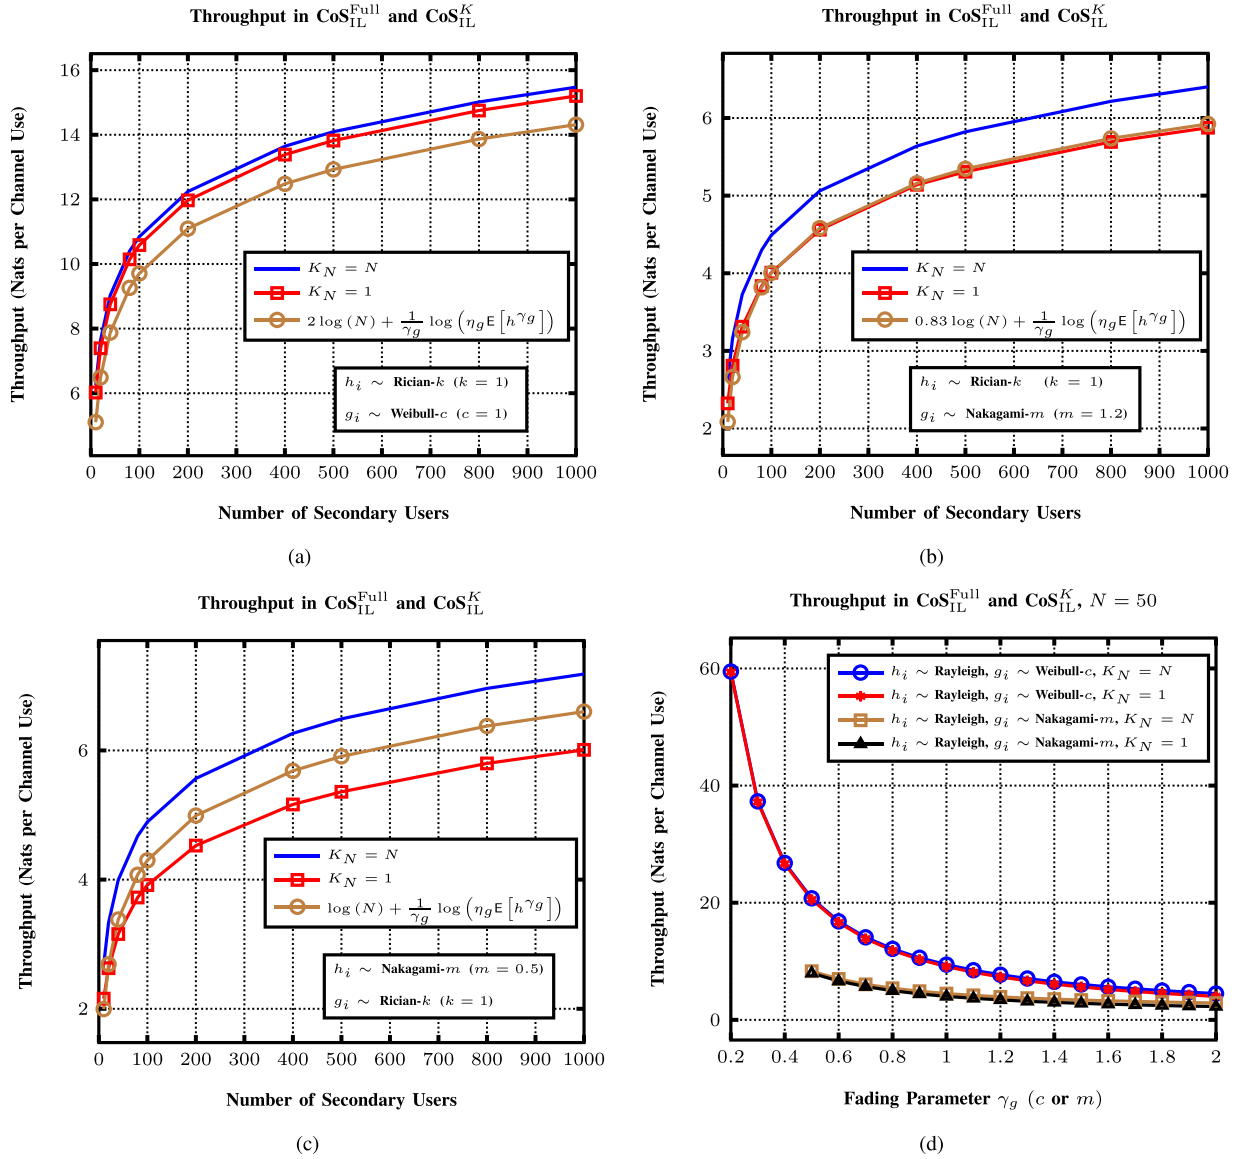 Throughput in CoS_IL^Full and CoS_IL^K
Throughput (Nats per Channel Use)
16
14
12
10
8
6
K_N = N
K_N = 1
2 log (N) + 1/γ_g log (η_g E [h^γ_g])
h_i ∼ Rician-k (k = 1)
g_i ∼ Weibull-c (c = 1)
0 100 200 300 400 500 600 700 800 900 1000
Number of Secondary Users
(a)
Throughput in CoS_IL^Full and CoS_IL^K
Throughput (Nats per Channel Use)
6
5
4
3
2
K_N = N
K_N = 1
0.83 log (N) + 1/γ_g log (η_g E [h^γ_g])
h_i ∼ Rician-k (k = 1)
g_i ∼ Nakagami-m (m = 1.2)
0 100 200 300 400 500 600 700 800 900 1000
Number of Secondary Users
(b)
Throughput in CoS_IL^Full and CoS_IL^K
Throughput (Nats per Channel Use)
6
4
2
K_N = N
K_N = 1
log (N) + 1/γ_g log (η_g E [h^γ_g])
h_i ∼ Nakagami-m (m = 0.5)
g_i ∼ Rician-k (k = 1)
0 100 200 300 400 500 600 700 800 900 1000
Number of Secondary Users
(c)
Throughput in CoS_IL^Full and CoS_IL^K, N = 50
Throughput (Nats per Channel Use)
60
40
20
0
h_i ∼ Rayleigh, g_i ∼ Weibull-c, K_N = N
h_i ∼ Rayleigh, g_i ∼ Weibull-c, K_N = 1
h_i ∼ Rayleigh, g_i ∼ Nakagami-m, K_N = N
h_i ∼ Rayleigh, g_i ∼ Nakagami-m, K_N = 1
0.2 0.4 0.6 0.8 1 1.2 1.4 1.6 1.8 2
Fading Parameter γ_g (c or m)
(d)